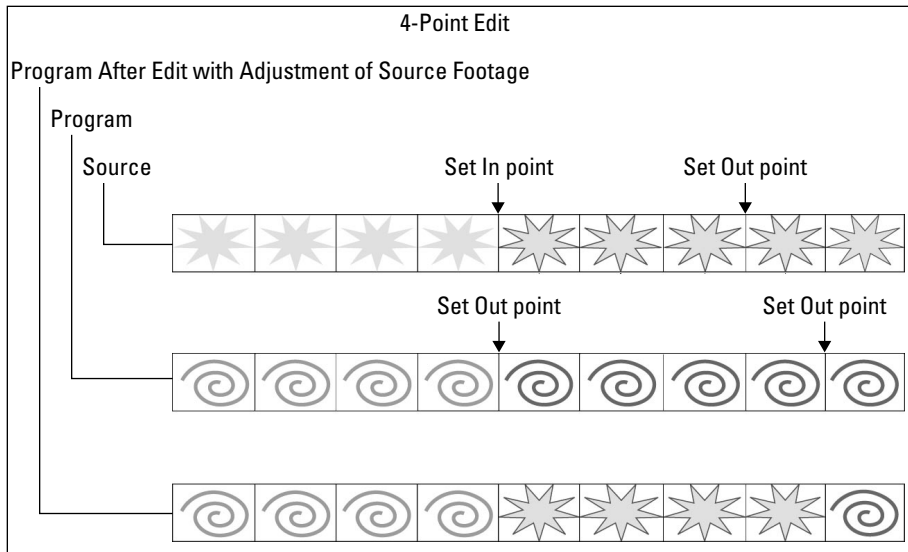 4-Point Edit
Program After Edit with Adjustment of Source Footage
Program
Source
Set In point
Set Out point
Set Out point
Set Out point